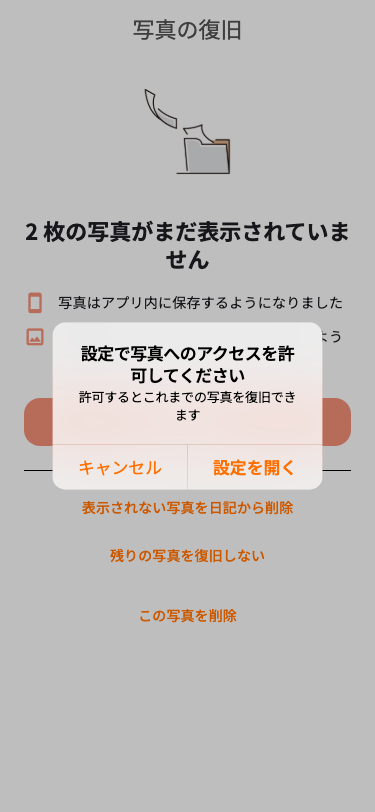 写真の復旧
2 枚の写真がまだ表示されていま
せん
写真はアプリ内に保存するようになりました
よう
設定で写真へのアクセスを許
可してください
許可するとこれまでの写真を復旧でき
ます
キャンセル
設定を開く
表示されない写真を日記から削除
残りの写真を復旧しない
この写真を削除